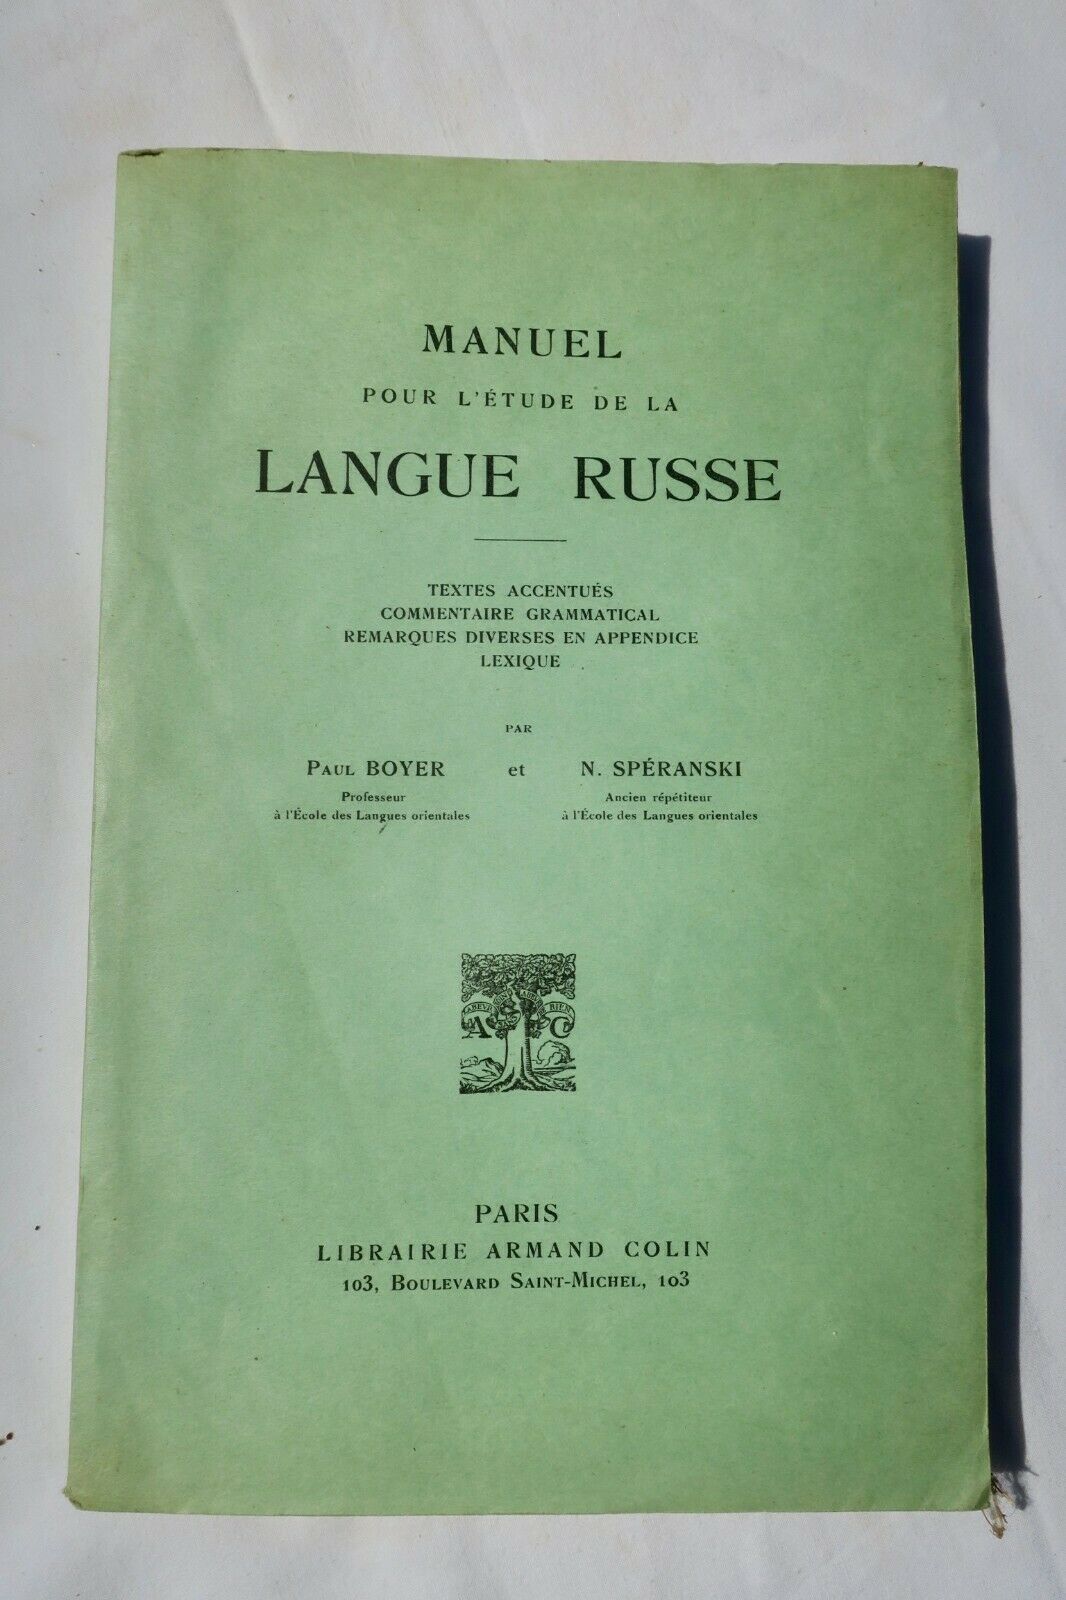 MANUEL
POUR L'ÉTUDE DE LA
LANGUE RUSSE
TEXTES ACCENTUÉS
COMMENTAIRE GRAMMATICAL
REMARQUES DIVERSES EN APPENDICE
LEXIQUE
PAR
PAUL BOYER et N. SPÉRANSKI
Professeur Ancien répétiteur
à l'École des Langues orientales à l'École des Langues orientales
A C
RIEN
PARIS
LIBRAIRIE ARMAND COLIN
103, BOULEVARD SAINT-MICHEL, 103